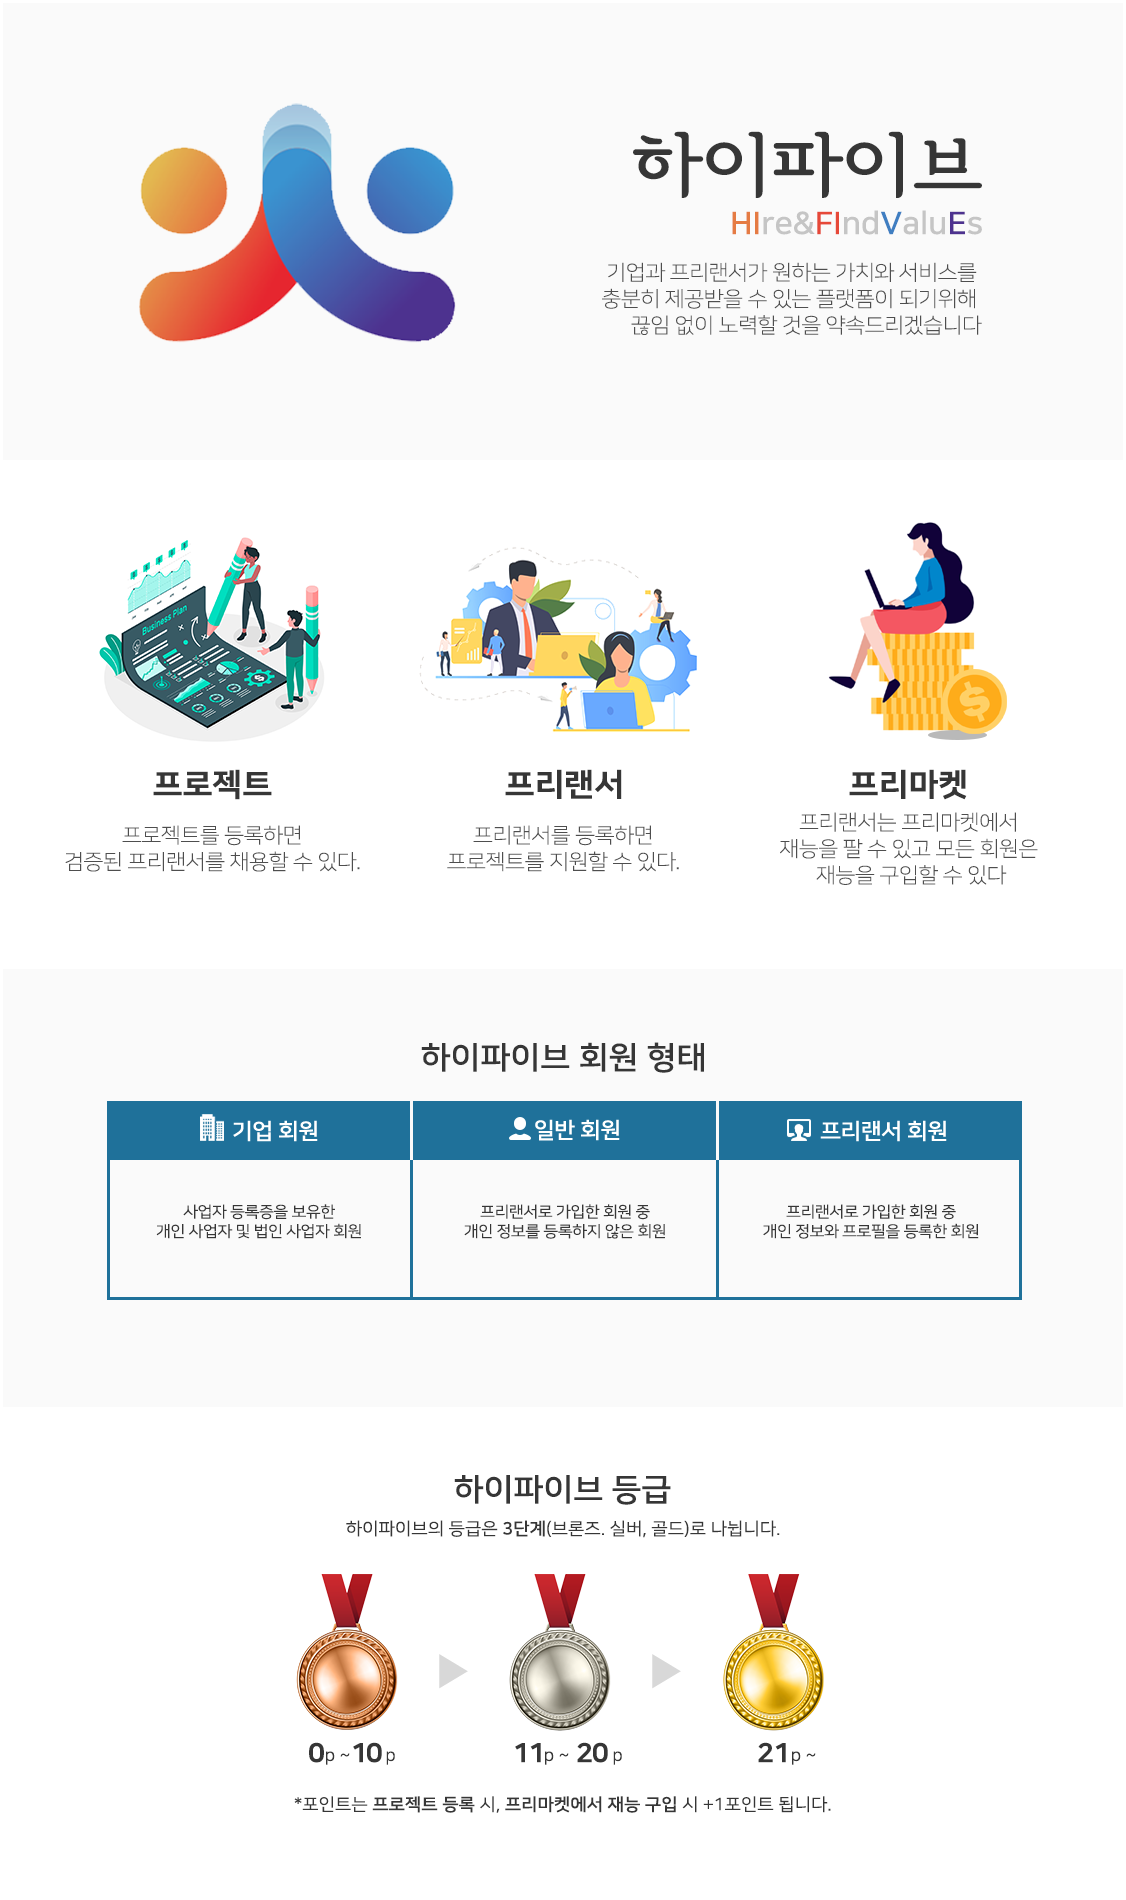 하이파이브
HIre&FIndValuEs
기업과 프리랜서가 원하는 가치와 서비스를
충분히 제공받을 수 있는 플랫폼이 되기위해
끊임 없이 노력할 것을 약속드리겠습니다
Business Plan
프로젝트
프로젝트를 등록하면
검증된 프리랜서를 채용할 수 있다.
프리랜서
프리랜서를 등록하면
프로젝트를 지원할 수 있다.
프리마켓
프리랜서는 프리마켓에서
재능을 팔 수 있고 모든 회원은
재능을 구입할 수 있다
하이파이브 회원 형태
기업 회원
사업자 등록증을 보유한
개인 사업자 및 법인 사업자 회원
일반 회원
프리랜서로 가입한 회원 중
개인 정보를 등록하지 않은 회원
프리랜서 회원
프리랜서로 가입한 회원 중
개인 정보와 프로필을 등록한 회원
하이파이브 등급
하이파이브의 등급은 3단계(브론즈. 실버, 골드)로 나뉩니다.
0p ~10 p
11p ~ 20 p
21p ~
*포인트는 프로젝트 등록 시, 프리마켓에서 재능 구입 시 +1포인트 됩니다.